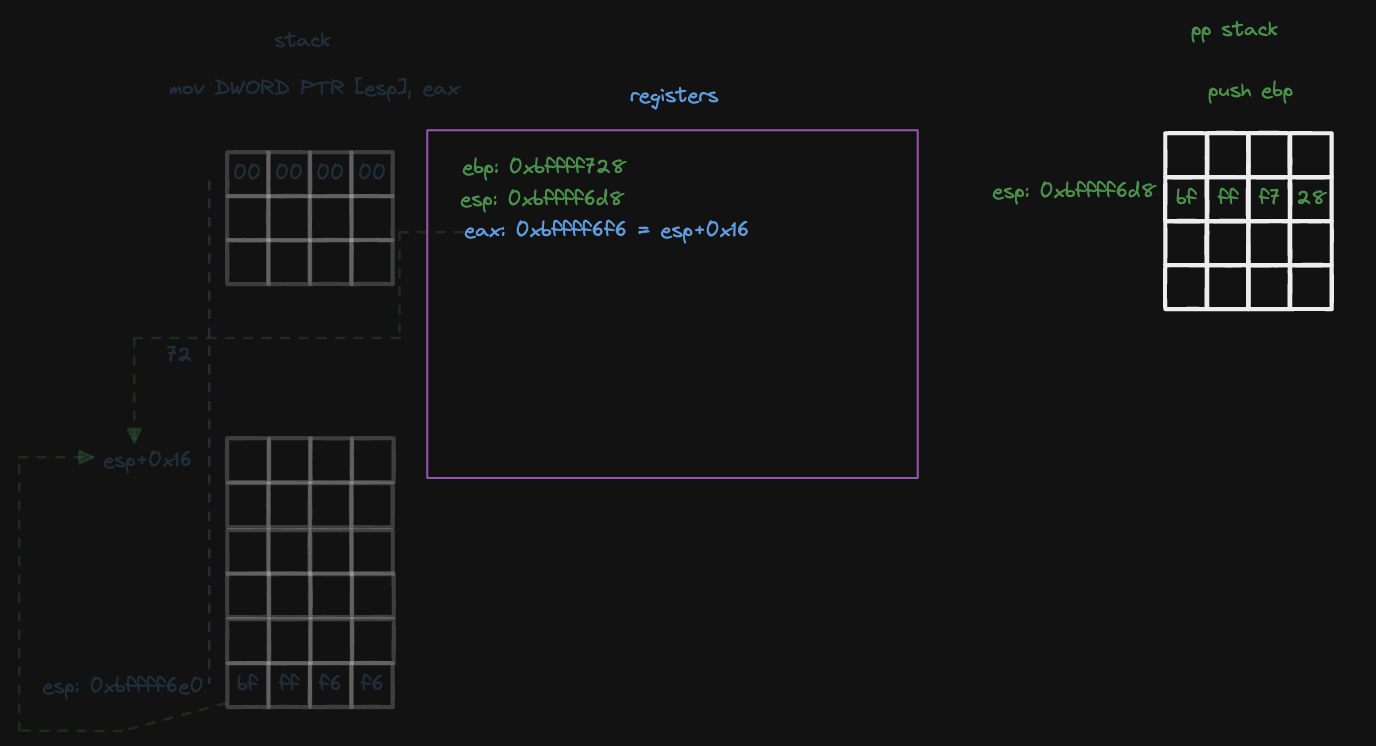 stack
mov DWORD PTR [esp], eax
00 00 00 00
72
esp+0x16
esp: 0xbffff6e0
bf ff f6 f6
registers
ebp: 0xbffff728
esp: 0xbffff6d8
eax: 0xbffff6f6 = esp+0x16
pp stack
push ebp
esp: 0xbffff6d8
bf ff f7 28